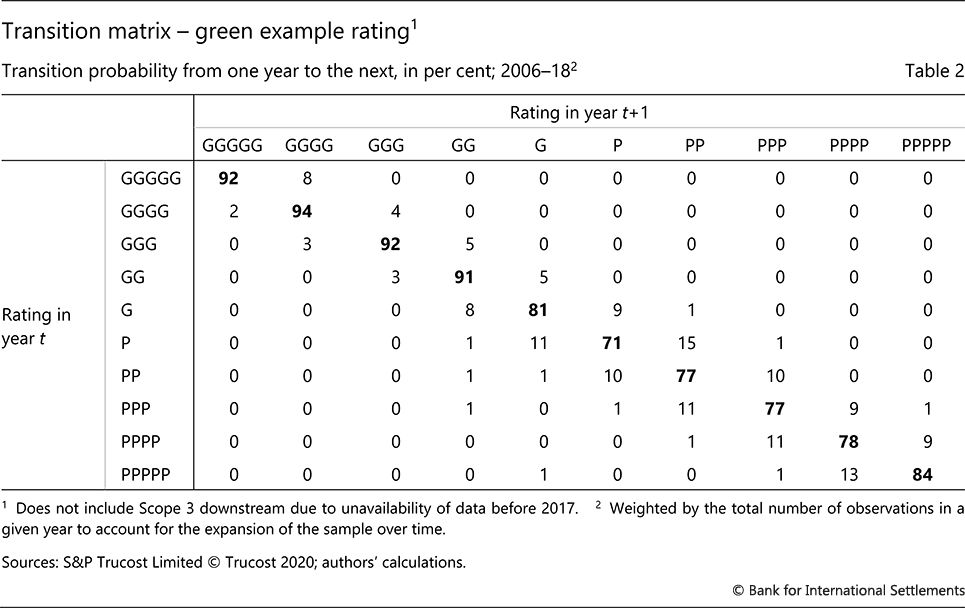 Transition matrix – green example rating1
Transition probability from one year to the next, in per cent; 2006–182 Table 2
Rating in year t+1
GGGGG GGGG GGG GG G P PP PPP PPPP PPPPP
Rating in year t
GGGGG 92 8 0 0 0 0 0 0 0 0
GGGG 2 94 4 0 0 0 0 0 0 0
GGG 0 3 92 5 0 0 0 0 0 0
GG 0 0 3 91 5 0 0 0 0 0
G 0 0 0 8 81 9 1 0 0 0
P 0 0 0 1 11 71 15 1 0 0
PP 0 0 0 1 1 10 77 10 0 0
PPP 0 0 0 1 0 1 11 77 9 1
PPPP 0 0 0 0 0 0 1 11 78 9
PPPPP 0 0 0 0 1 0 0 1 13 84
1 Does not include Scope 3 downstream due to unavailability of data before 2017. 2 Weighted by the total number of observations in a
given year to account for the expansion of the sample over time.
Sources: S&P Trucost Limited © Trucost 2020; authors’ calculations.
© Bank for International Settlements